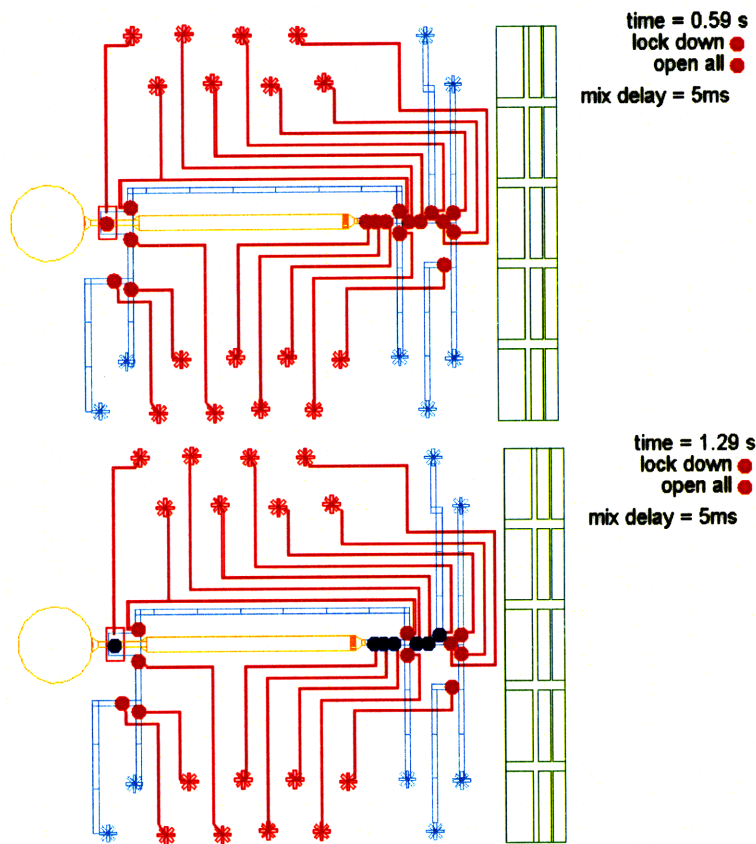 time = 0.59 s
lock down
open all
mix delay = 5ms
time = 1.29 s
lock down
open all
mix delay = 5ms